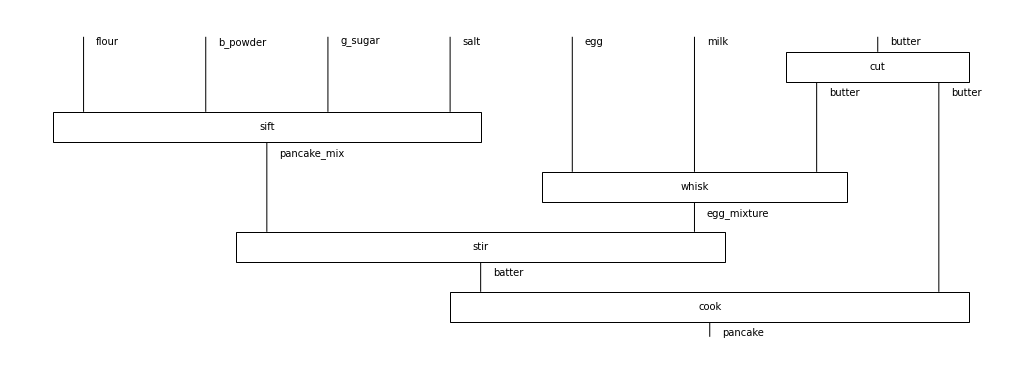 flour
b_powder
g_sugar
salt
egg
milk
butter
cut
butter
butter
sift
pancake_mix
whisk
egg_mixture
stir
batter
cook
pancake